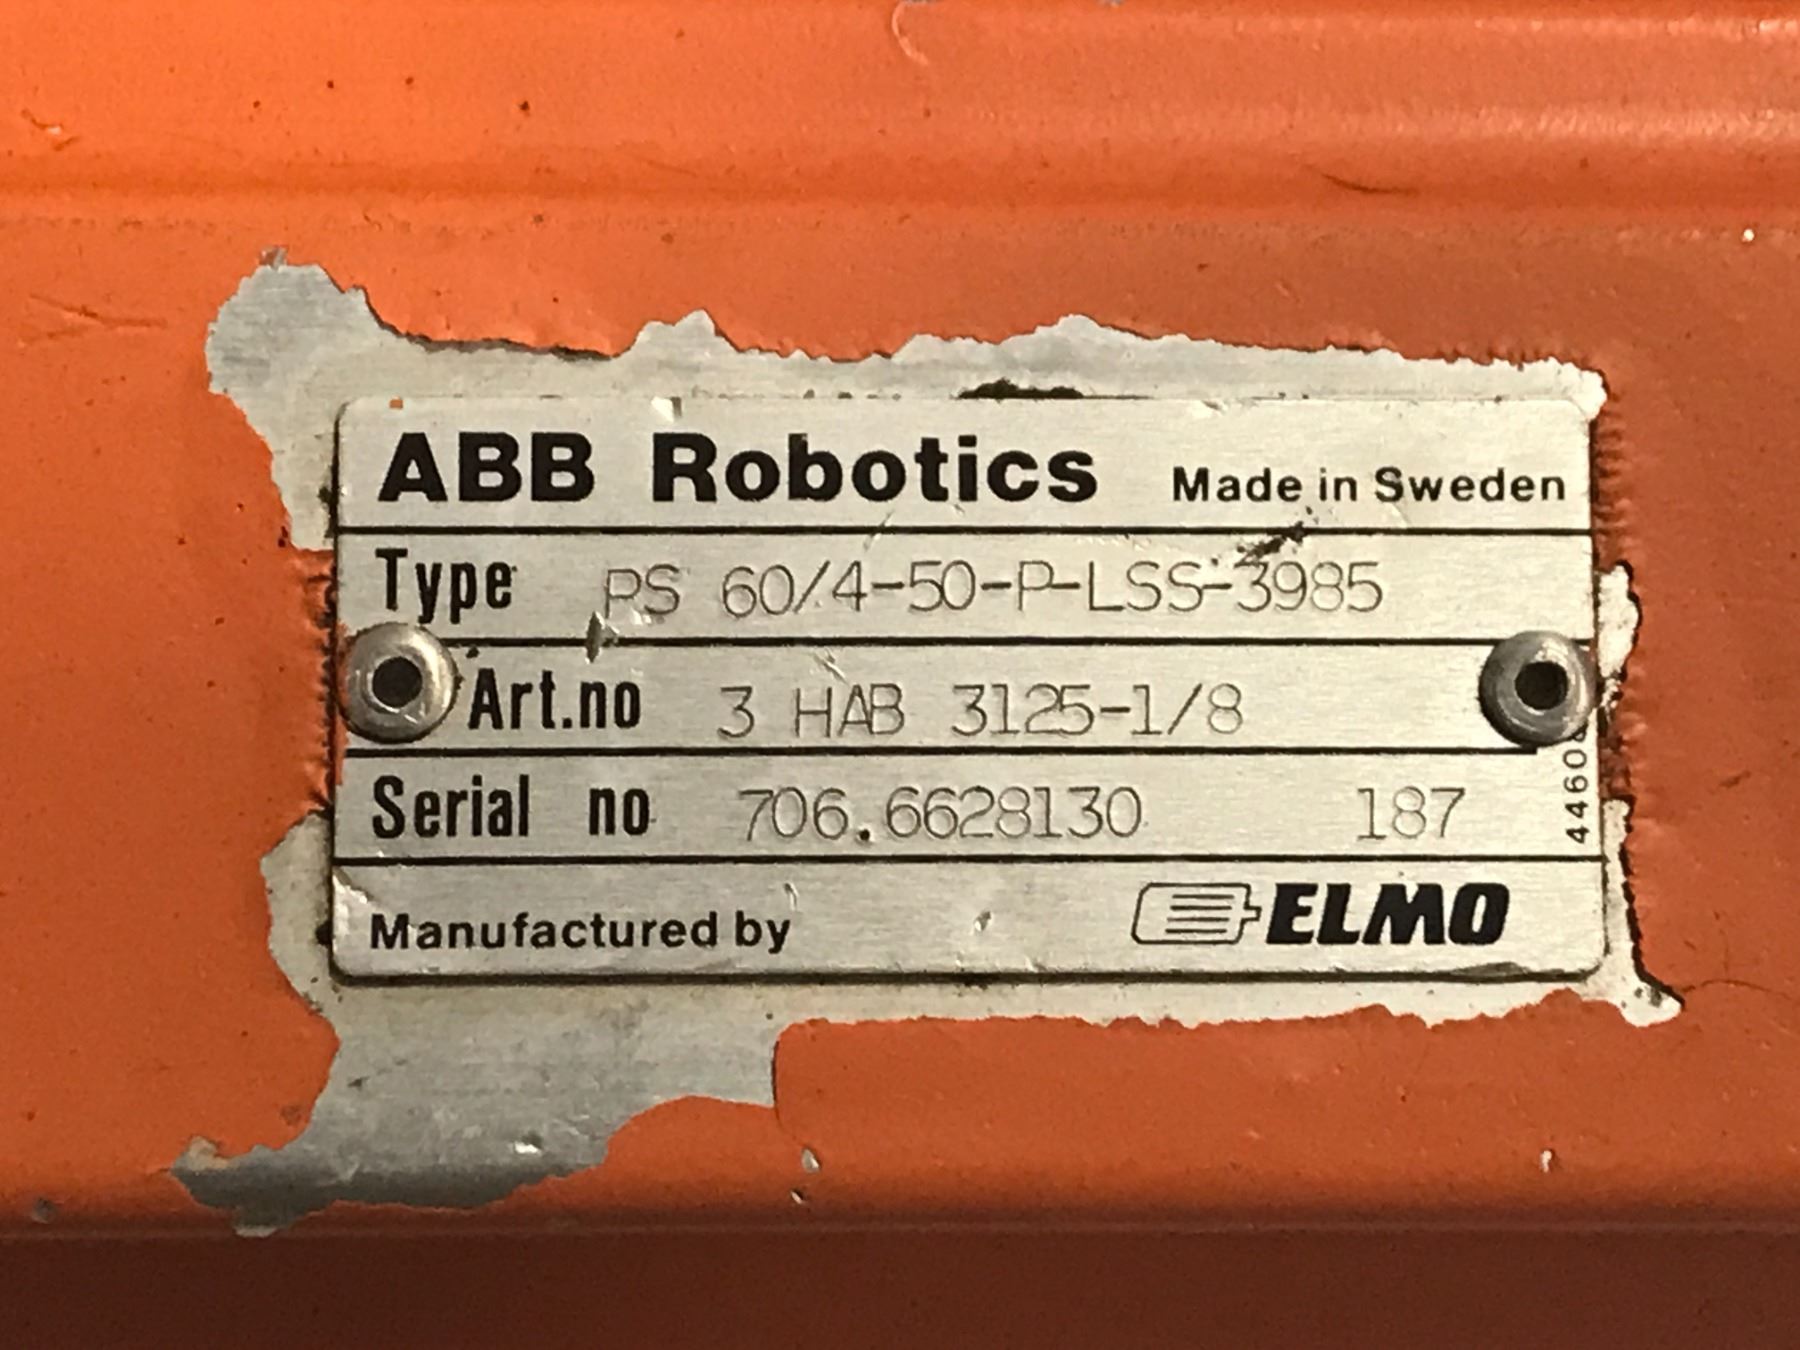 ABB Robotics Made in Sweden
Type PS 60/4-50-P-LSS-3985
Art.no 3 HAB 3125-1/8
Serial no 706.6628130 187
Manufactured by ELMO